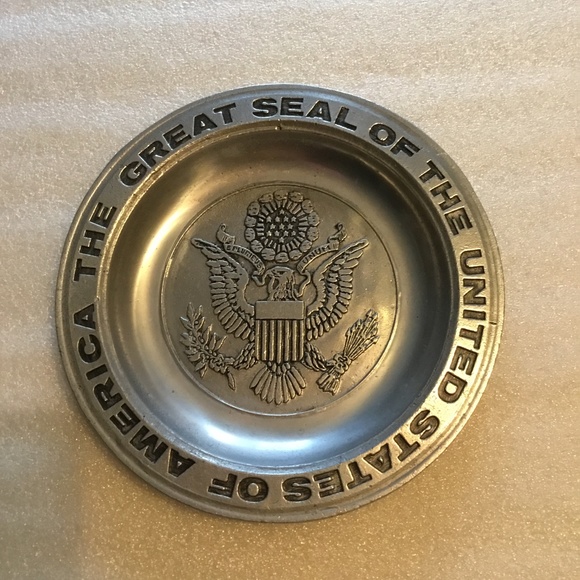 THE GREAT SEAL OF THE UNITED STATES OF AMERICA